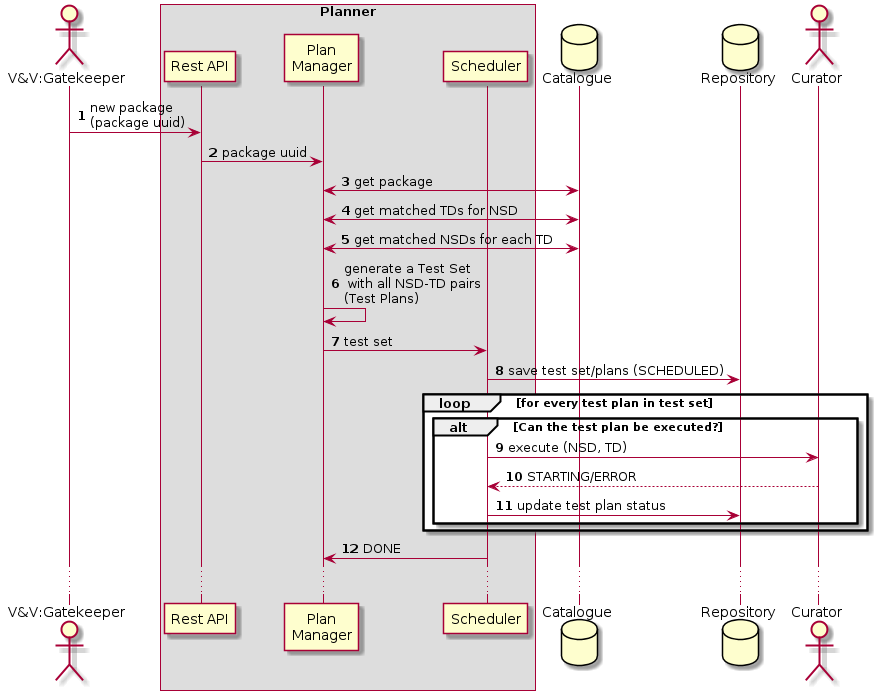 Planner
V&V:Gatekeeper
Rest API
Plan
Manager
Scheduler
Catalogue
Repository
Curator
1 new package
(package uuid)
2 package uuid
3 get package
4 get matched TDs for NSD
5 get matched NSDs for each TD
6 generate a Test Set
with all NSD-TD pairs
(Test Plans)
7 test set
8 save test set/plans (SCHEDULED)
loop [for every test plan in test set]
alt [Can the test plan be executed?]
9 execute (NSD, TD)
10 STARTING/ERROR
11 update test plan status
12 DONE
V&V:Gatekeeper
Rest API
Plan
Manager
Scheduler
Catalogue
Repository
Curator